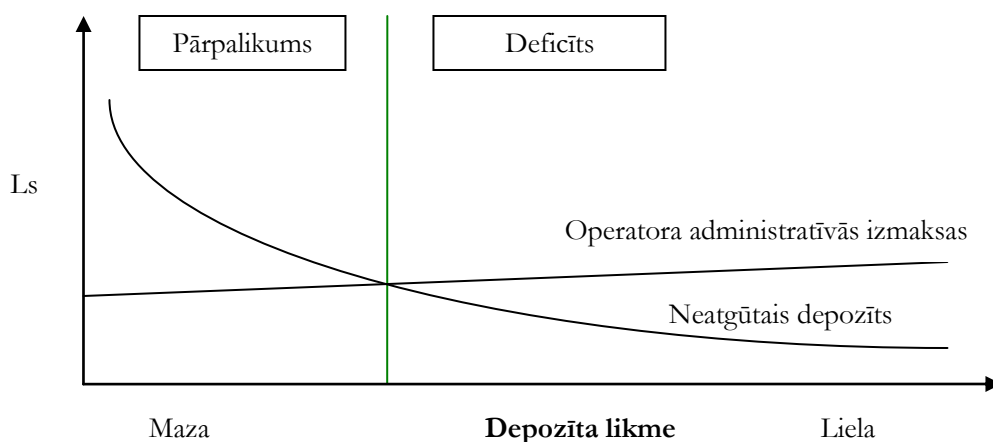 Pārpalikums
Deficīts
Ls
Operatora administratīvās izmaksas
Neatgūtais depozīts
Maza
Depozīta likme
Liela